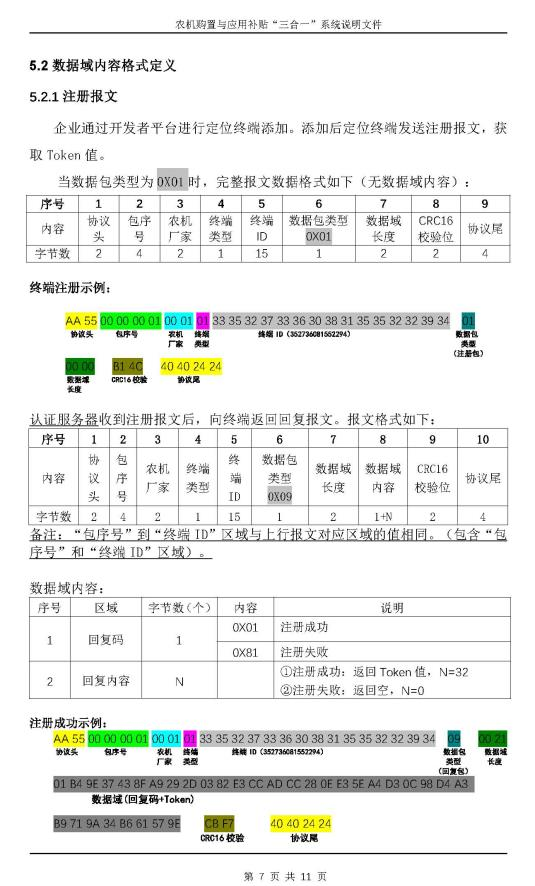 农机购置与应用补贴“三合一”系统说明文件
5.2 数据域内容格式定义
5.2.1 注册报文
企业通过开发者平台进行定位终端添加。添加后定位终端发送注册报文，获
取 Token 值。
当数据包类型为 0X01 时，完整报文数据格式如下（无数据域内容）：
序号 1 2 3 4 5 6 7 8 9
内容 协议头 包序号 农机厂家 终端类型 终端ID 数据包类型 0X01 数据域长度 CRC16校验位 协议尾
字节数 2 4 2 1 15 1 2 2 4
终端注册示例：
AA 55 00 00 00 01 00 01 01 33 35 32 37 33 36 30 38 31 35 35 32 32 39 34 01
协议头 包序号 农机厂家 终端类型 终端 ID（352736081552294） 数据包类型（注册包）
00 00 B1 4C 40 40 24 24
数据域长度 CRC16 校验 协议尾
认证服务器收到注册报文后，向终端返回回复报文。报文格式如下：
序号 1 2 3 4 5 6 7 8 9 10
内容 协议头 包序号 农机厂家 终端类型 终端ID 数据包类型 0X09 数据域长度 数据域内容 CRC16校验位 协议尾
字节数 2 4 2 1 15 1 2 1+N 2 4
备注：“包序号”到“终端 ID”区域与上行报文对应区域的值相同。（包含“包
序号”和“终端 ID”区域）。
数据域内容：
序号 区域 字节数（个） 内容 说明
1 回复码 1 0X01 注册成功
0X81 注册失败
2 回复内容 N ①注册成功：返回 Token 值，N=32
②注册失败：返回空，N=0
注册成功示例：
AA 55 00 00 00 01 00 01 01 33 35 32 37 33 36 30 38 31 35 35 32 32 39 34 09 00 21
协议头 包序号 农机厂家 终端类型 终端 ID（352736081552294） 数据包类型（回复包） 数据域长度
01 B4 9E 37 43 8F A9 29 2D 03 82 E3 CC AD CC 28 0E E3 5E A4 D3 0C 98 D4 A3
数据域（回复码+Token）
B9 71 9A 34 B6 61 57 9E CB F7 40 40 24 24
CRC16 校验 协议尾
第 7 页 共 11 页